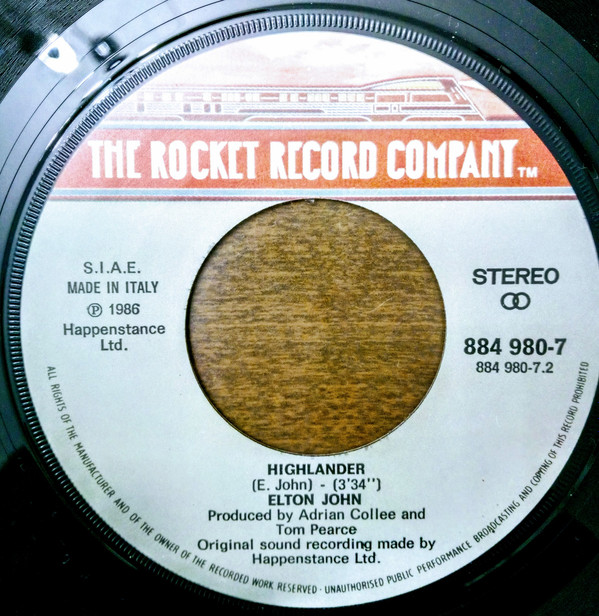 THE ROCKET RECORD COMPANY TM
S.I.A.E.
MADE IN ITALY
Ⓟ 1986
Happenstance
Ltd.
STEREO
884 980-7
884 980-7.2
HIGHLANDER
(E. John) - (3'34'')
ELTON JOHN
Produced by Adrian Collee and
Tom Pearce
Original sound recording made by
Happenstance Ltd.
ALL RIGHTS OF THE MANUFACTURER AND OF THE OWNER OF THE RECORDED WORK RESERVED · UNAUTHORISED PUBLIC PERFORMANCE BROADCASTING AND COPYING OF THIS RECORD PROHIBITED